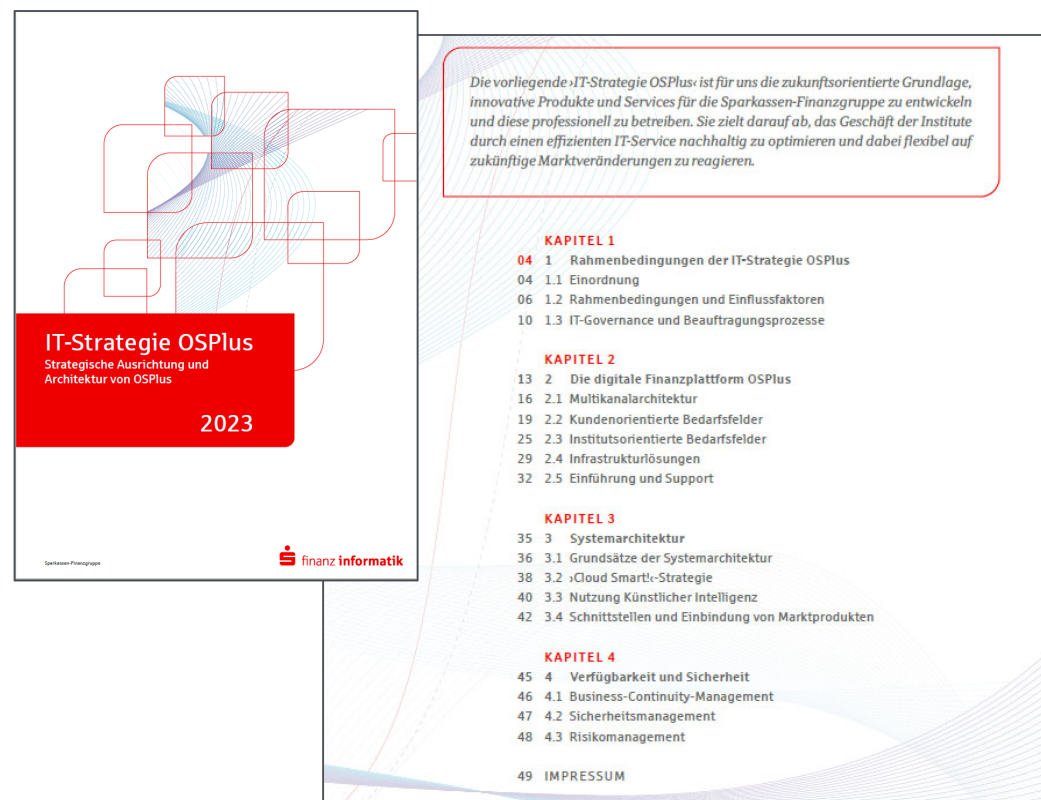 IT-Strategie OSPlus
Strategische Ausrichtung und
Architektur von OSPlus
2023
Sparkassen-Finanzgruppe
finanz informatik
Die vorliegende ›IT-Strategie OSPlus‹ ist für uns die zukunftsorientierte Grundlage,
innovative Produkte und Services für die Sparkassen-Finanzgruppe zu entwickeln
und diese professionell zu betreiben. Sie zielt darauf ab, das Geschäft der Institute
durch einen effizienten IT-Service nachhaltig zu optimieren und dabei flexibel auf
zukünftige Marktveränderungen zu reagieren.
KAPITEL 1
04 1 Rahmenbedingungen der IT-Strategie OSPlus
04 1.1 Einordnung
06 1.2 Rahmenbedingungen und Einflussfaktoren
10 1.3 IT-Governance und Beauftragungsprozesse
KAPITEL 2
13 2 Die digitale Finanzplattform OSPlus
16 2.1 Multikanalarchitektur
19 2.2 Kundenorientierte Bedarfsfelder
25 2.3 Institutsorientierte Bedarfsfelder
29 2.4 Infrastrukturlösungen
32 2.5 Einführung und Support
KAPITEL 3
35 3 Systemarchitektur
36 3.1 Grundsätze der Systemarchitektur
38 3.2 ›Cloud Smart!‹-Strategie
40 3.3 Nutzung Künstlicher Intelligenz
42 3.4 Schnittstellen und Einbindung von Marktprodukten
KAPITEL 4
45 4 Verfügbarkeit und Sicherheit
46 4.1 Business-Continuity-Management
47 4.2 Sicherheitsmanagement
48 4.3 Risikomanagement
49 IMPRESSUM